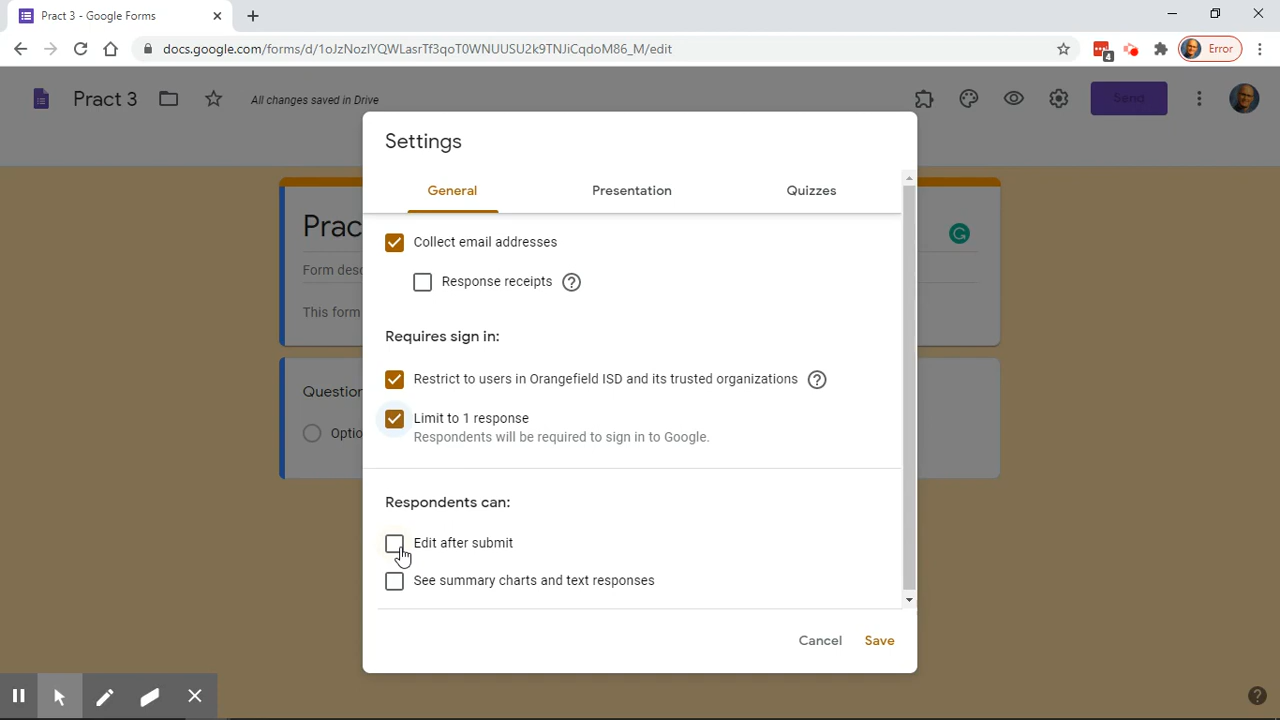 Pract 3 - Google Forms
docs.google.com/forms/d/1oJzNozlYQWLasrTf3qoT0WNUUSU2k9TNJiCqdoM86_M/edit
4
Error
Pract 3
All changes saved in Drive
Send
Settings
General
Presentation
Quizzes
Prac
Form desc
This form
Collect email addresses
Response receipts
Requires sign in:
Restrict to users in Orangefield ISD and its trusted organizations
Limit to 1 response
Respondents will be required to sign in to Google.
Question
Optio
Respondents can:
Edit after submit
See summary charts and text responses
Cancel
Save